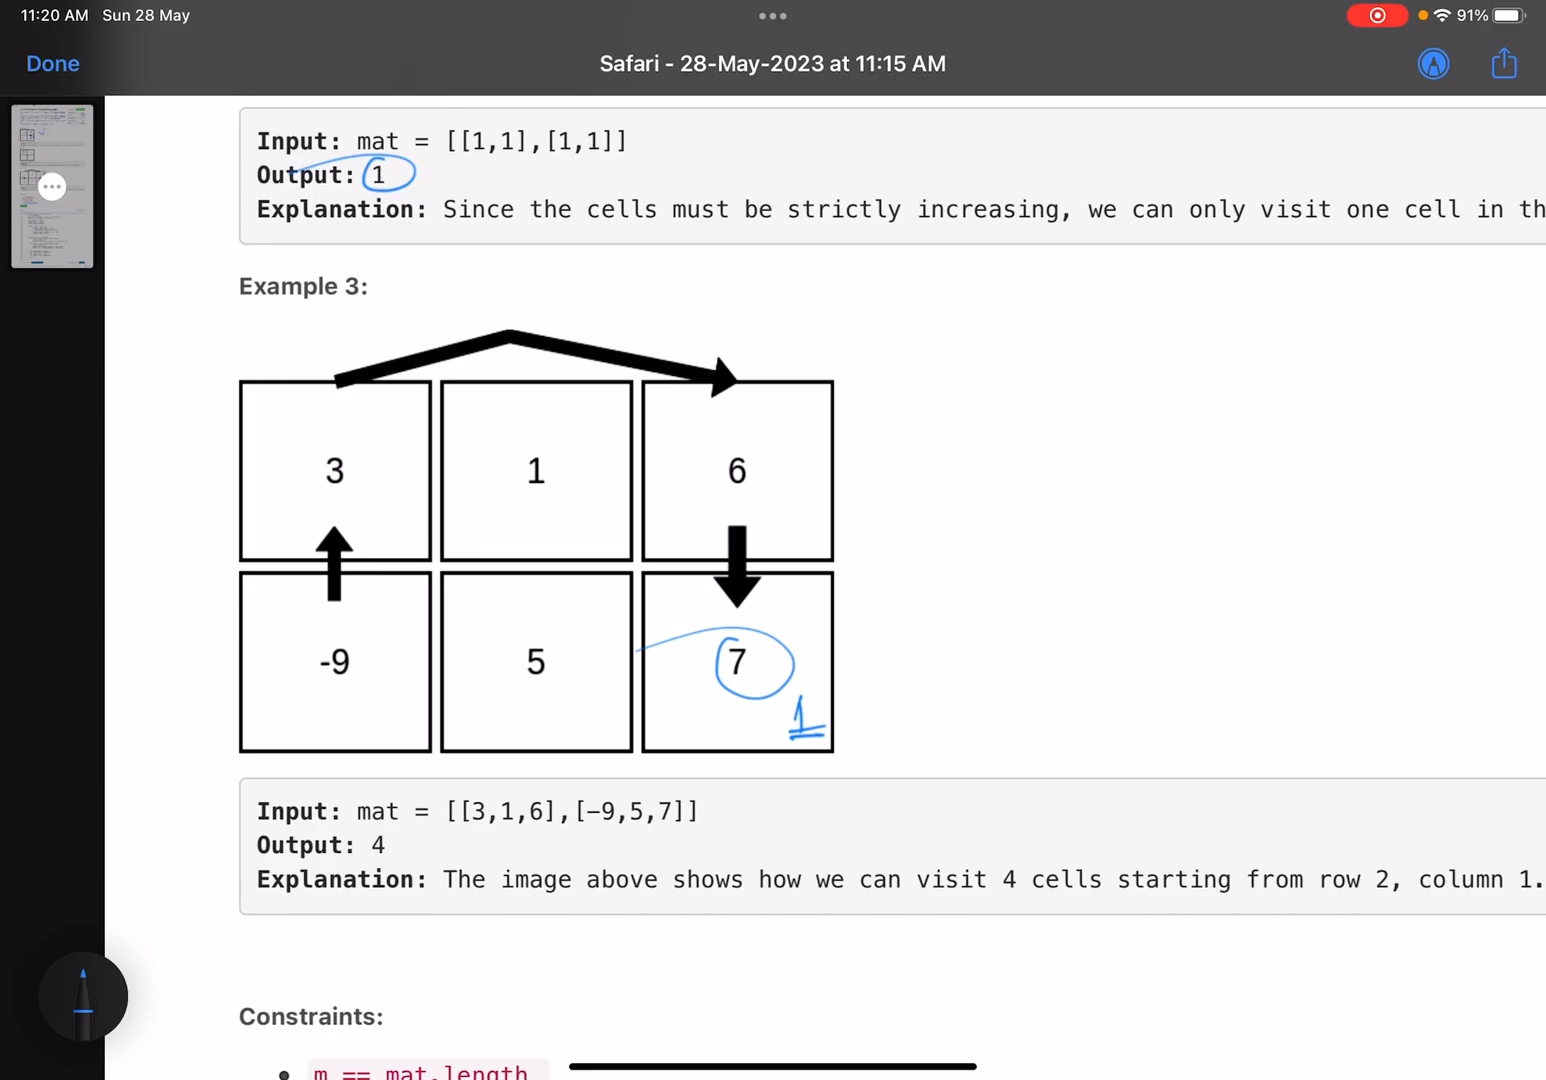 11:20 AM Sun 28 May
91%
Done
Safari - 28-May-2023 at 11:15 AM
Input: mat = [[1,1],[1,1]]
Output: 1
Explanation: Since the cells must be strictly increasing, we can only visit one cell in th
Example 3:
3 1 6
-9 5 7
1
Input: mat = [[3,1,6],[-9,5,7]]
Output: 4
Explanation: The image above shows how we can visit 4 cells starting from row 2, column 1.
Constraints:
m == mat.length